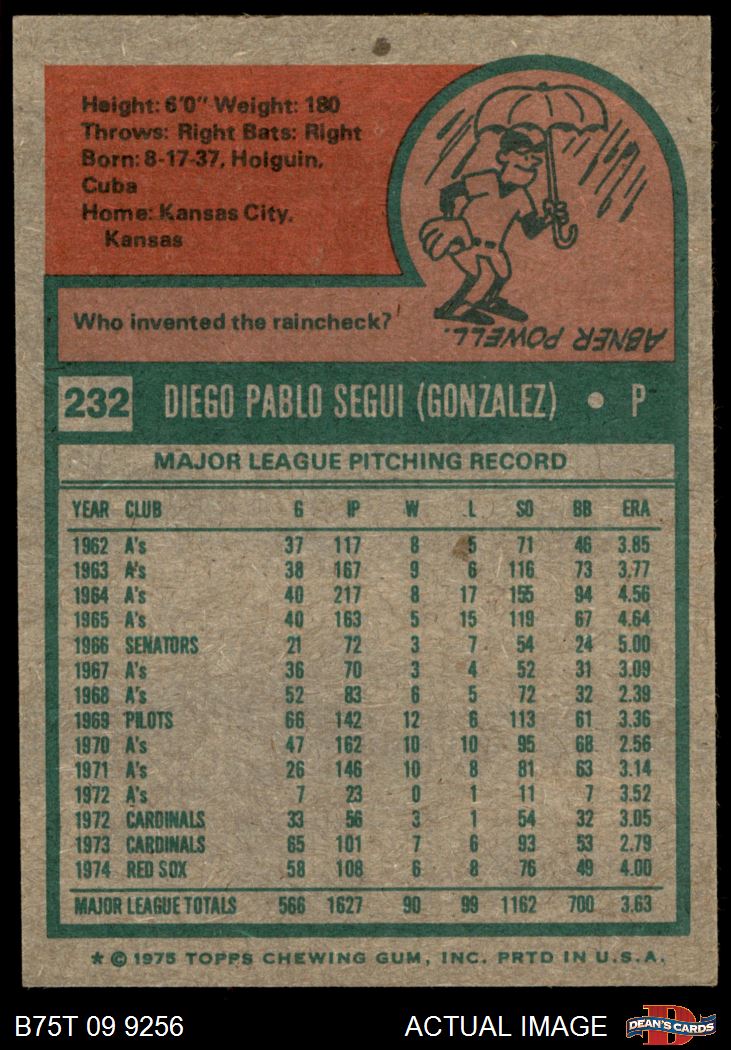 Height: 6'0" Weight: 180
Throws: Right Bats: Right
Born: 8-17-37, Holguin,
Cuba
Home: Kansas City,
Kansas
Who invented the raincheck?
ABNER POWELL.
232 DIEGO PABLO SEGUI (GONZALEZ) • P
MAJOR LEAGUE PITCHING RECORD
YEAR CLUB G IP W L SO BB ERA
1962 A's 37 117 8 5 71 46 3.85
1963 A's 38 167 9 6 116 73 3.77
1964 A's 40 217 8 17 155 94 4.56
1965 A's 40 163 5 15 119 67 4.64
1966 SENATORS 21 72 3 7 54 24 5.00
1967 A's 36 70 3 4 52 31 3.09
1968 A's 52 83 6 5 72 32 2.39
1969 PILOTS 66 142 12 6 113 61 3.36
1970 A's 47 162 10 10 95 68 2.56
1971 A's 26 146 10 8 81 63 3.14
1972 A's 7 23 0 1 11 7 3.52
1972 CARDINALS 33 56 3 1 54 32 3.05
1973 CARDINALS 65 101 7 6 93 53 2.79
1974 RED SOX 58 108 6 8 76 49 4.00
MAJOR LEAGUE TOTALS 566 1627 90 99 1162 700 3.63
* © 1975 TOPPS CHEWING GUM, INC. PRTD IN U.S.A.
B75T 09 9256 ACTUAL IMAGE DEAN'S CARDS